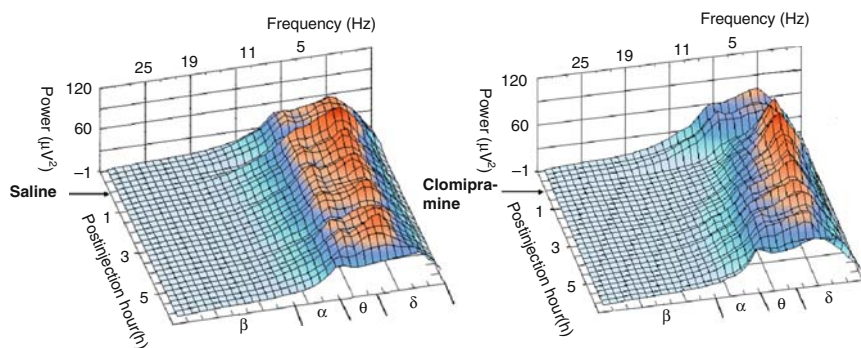 Frequency (Hz)
25 19 11 5
120
60
Power (μV²)
–1
Saline
1
3
5
Postinjection hour(h)
β α θ δ
Frequency (Hz)
25 19 11 5
120
60
Power (μV²)
–1
Clomipra-
mine
1
3
5
Postinjection hour(h)
β α θ δ